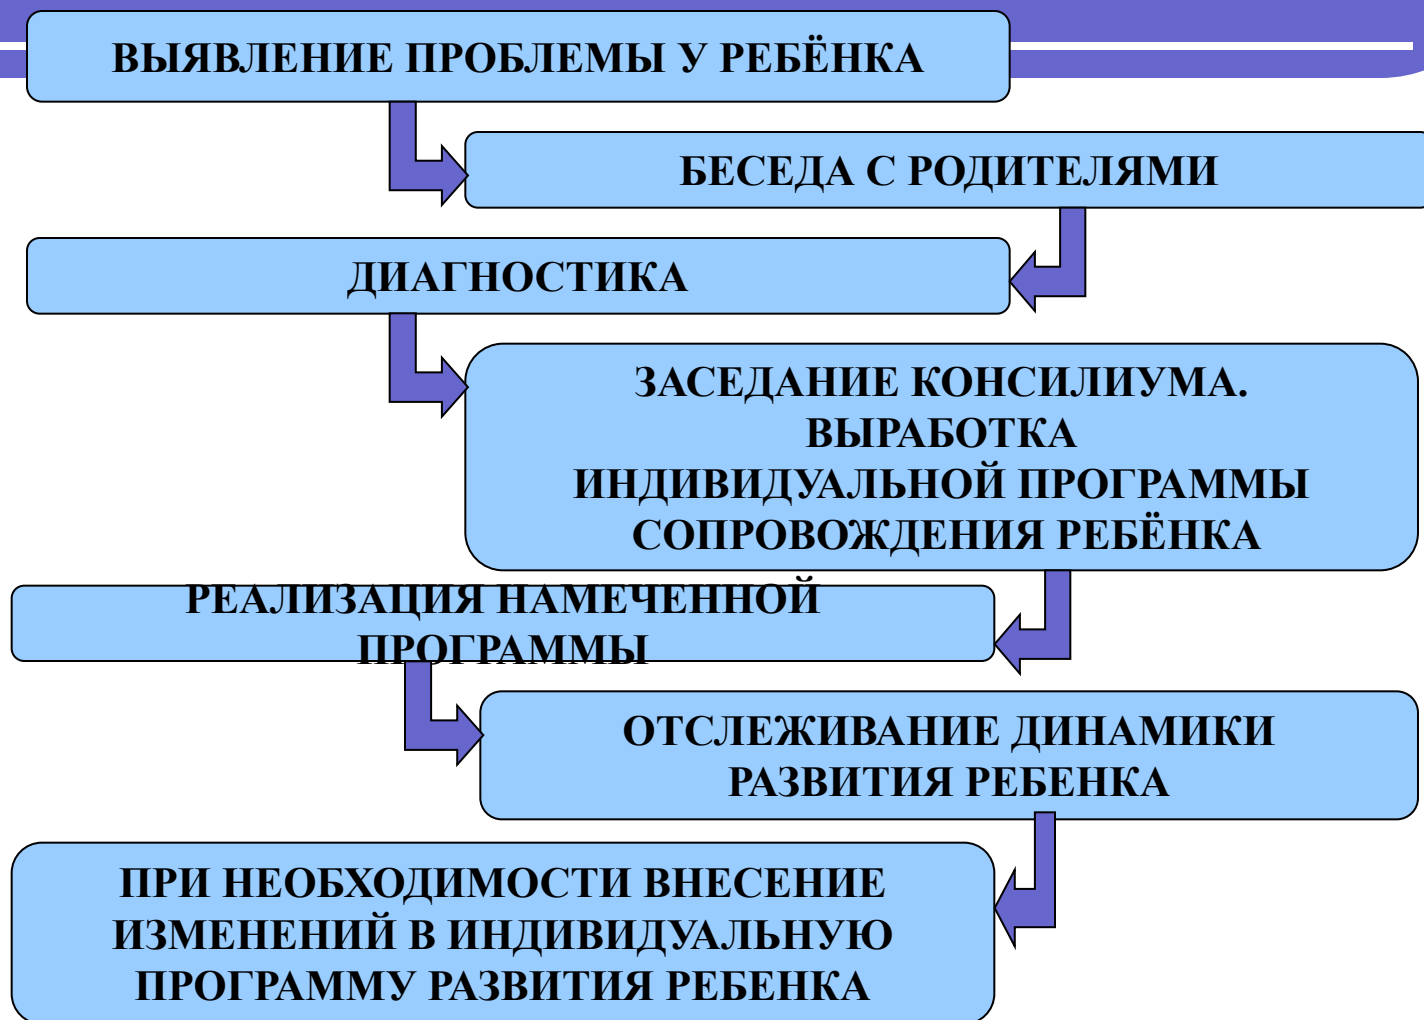 ВЫЯВЛЕНИЕ ПРОБЛЕМЫ У РЕБЁНКА
БЕСЕДА С РОДИТЕЛЯМИ
ДИАГНОСТИКА
ЗАСЕДАНИЕ КОНСИЛИУМА.
ВЫРАБОТКА
ИНДИВИДУАЛЬНОЙ ПРОГРАММЫ
СОПРОВОЖДЕНИЯ РЕБЁНКА
РЕАЛИЗАЦИЯ НАМЕЧЕННОЙ
ПРОГРАММЫ
ОТСЛЕЖИВАНИЕ ДИНАМИКИ
РАЗВИТИЯ РЕБЕНКА
ПРИ НЕОБХОДИМОСТИ ВНЕСЕНИЕ
ИЗМЕНЕНИЙ В ИНДИВИДУАЛЬНУЮ
ПРОГРАММУ РАЗВИТИЯ РЕБЕНКА